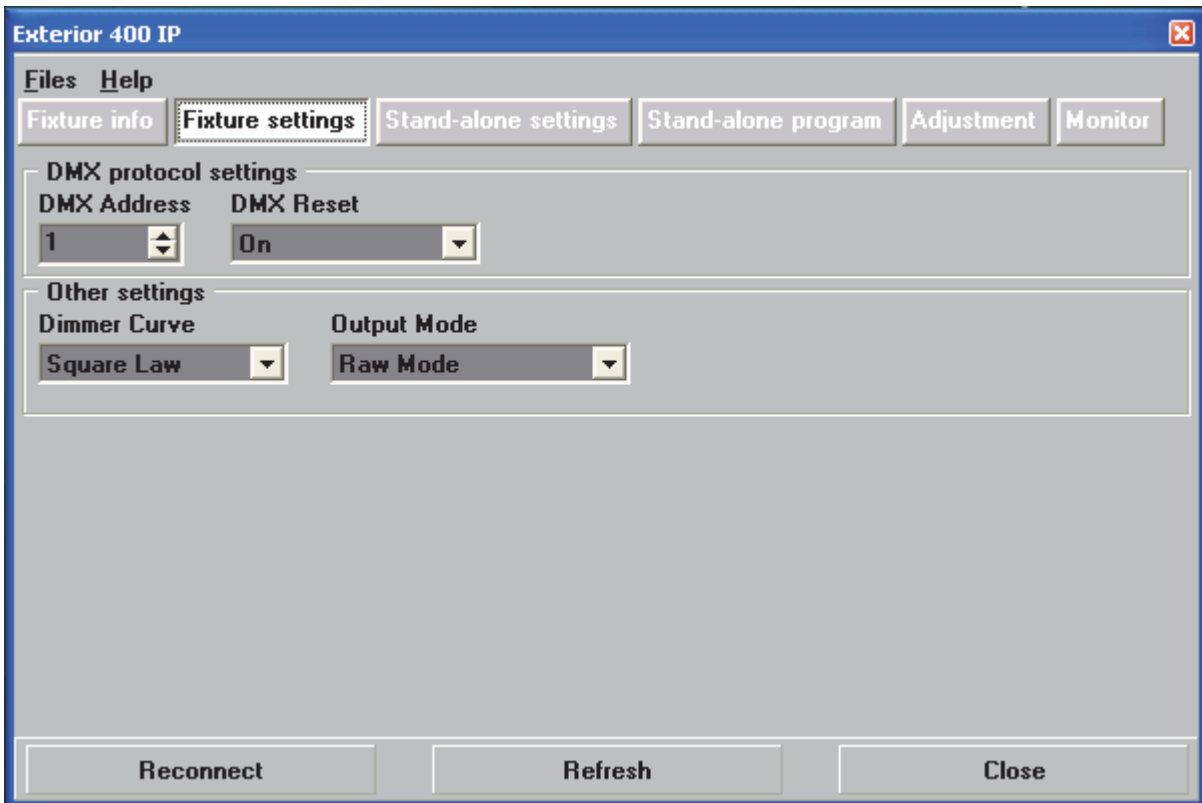 Exterior 400 IP
Files Help
Fixture info Fixture settings Stand-alone settings Stand-alone program Adjustment Monitor
DMX protocol settings
DMX Address DMX Reset
1 On
Other settings
Dimmer Curve Output Mode
Square Law Raw Mode
Reconnect Refresh Close